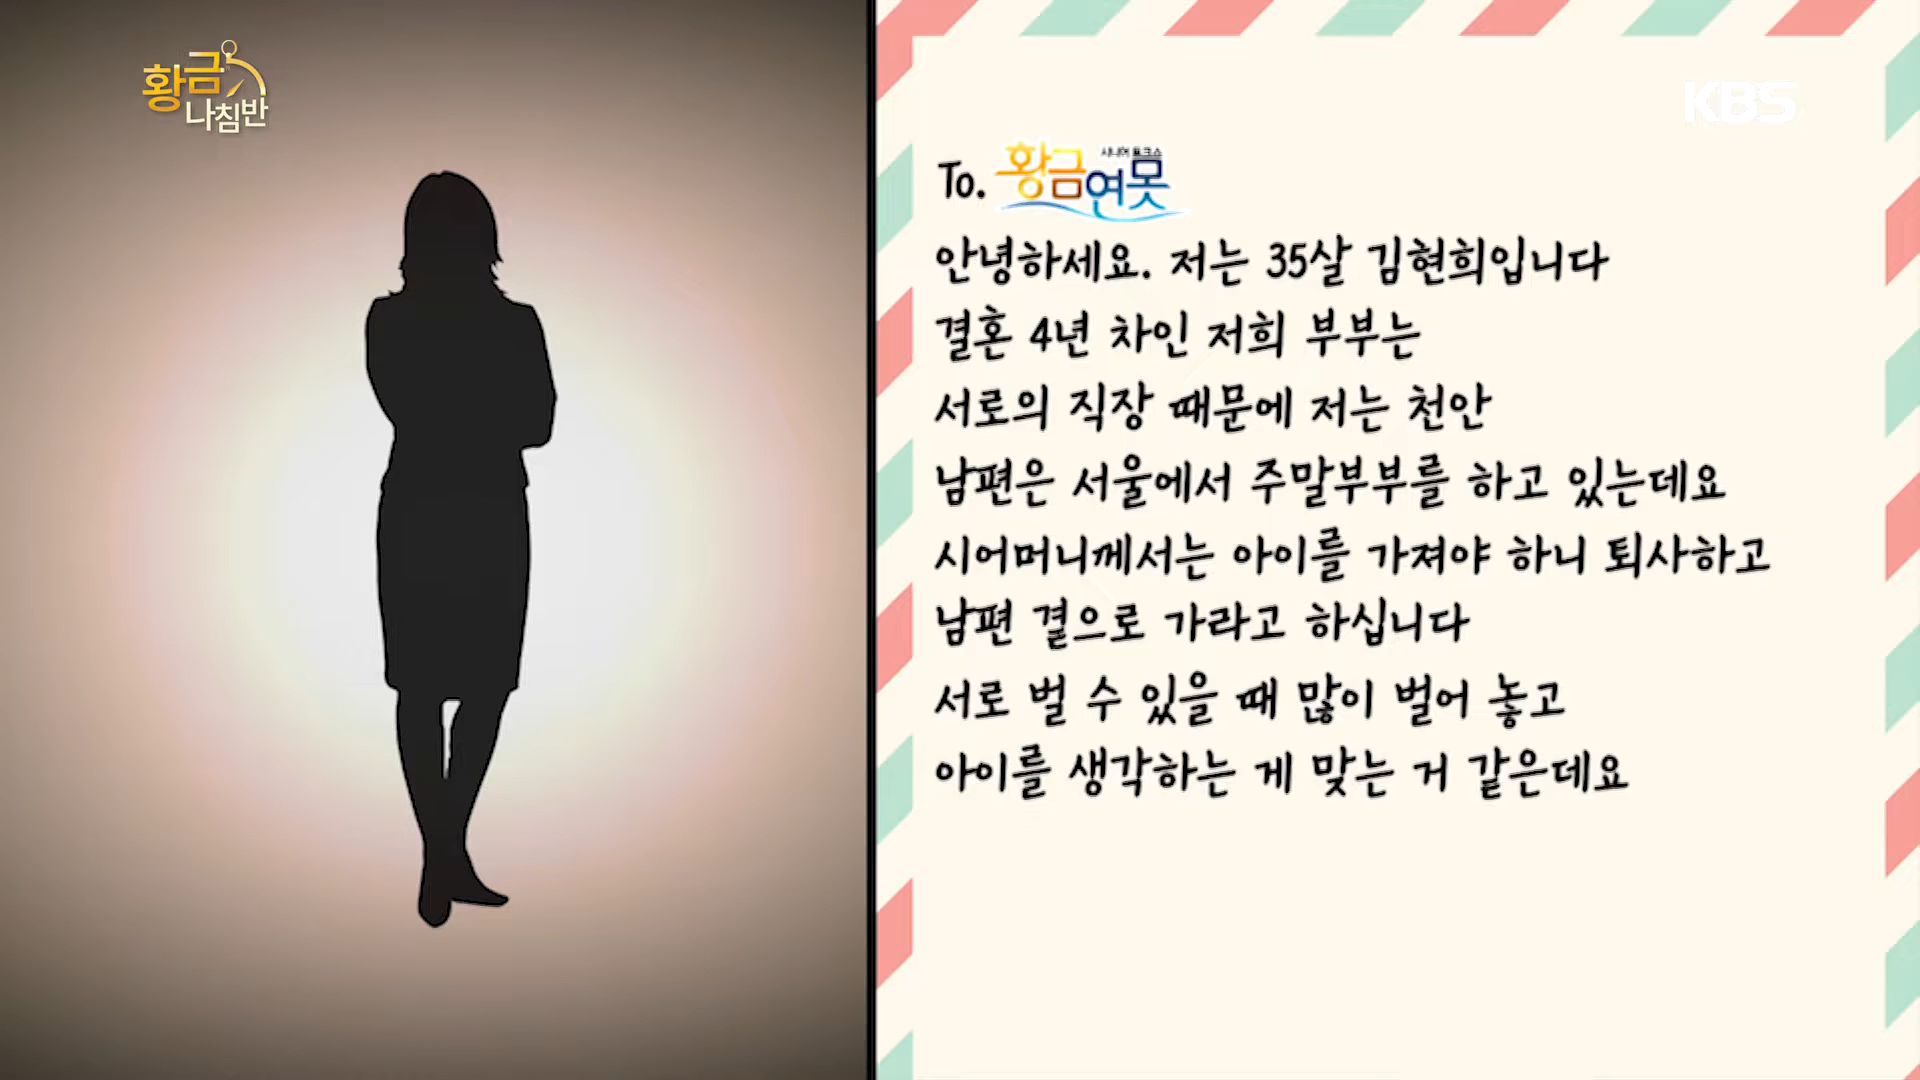 황금
나침반
KBS
To. 시니어 토크쇼 황금연못
안녕하세요. 저는 35살 김현희입니다
결혼 4년 차인 저희 부부는
서로의 직장 때문에 저는 천안
남편은 서울에서 주말부부를 하고 있는데요
시어머니께서는 아이를 가져야 하니 퇴사하고
남편 곁으로 가라고 하십니다
서로 벌 수 있을 때 많이 벌어 놓고
아이를 생각하는 게 맞는 거 같은데요